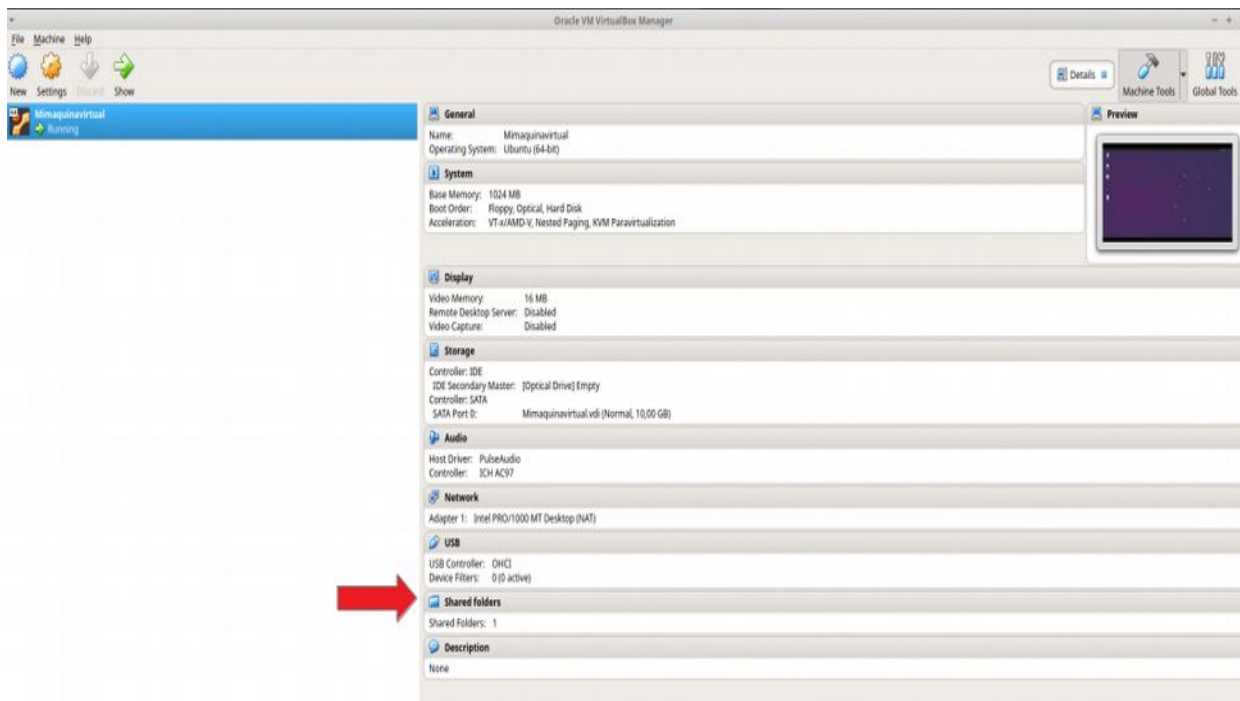 Oracle VM VirtualBox Manager
File Machine Help
New Settings Discard Show
Details
Machine Tools
Global Tools
Mimaquinavirtual
Running
General
Name: Mimaquinavirtual
Operating System: Ubuntu (64-bit)
System
Base Memory: 1024 MB
Boot Order: Floppy, Optical, Hard Disk
Acceleration: VT-x/AMD-V, Nested Paging, KVM Paravirtualization
Preview
Display
Video Memory: 16 MB
Remote Desktop Server: Disabled
Video Capture: Disabled
Storage
Controller: IDE
IDE Secondary Master: [Optical Drive] Empty
Controller: SATA
SATA Port 0: Mimaquinavirtual.vdi (Normal, 10,00 GB)
Audio
Host Driver: PulseAudio
Controller: ICH AC97
Network
Adapter 1: Intel PRO/1000 MT Desktop (NAT)
USB
USB Controller: OHCI
Device Filters: 0 (0 active)
Shared folders
Shared Folders: 1
Description
None